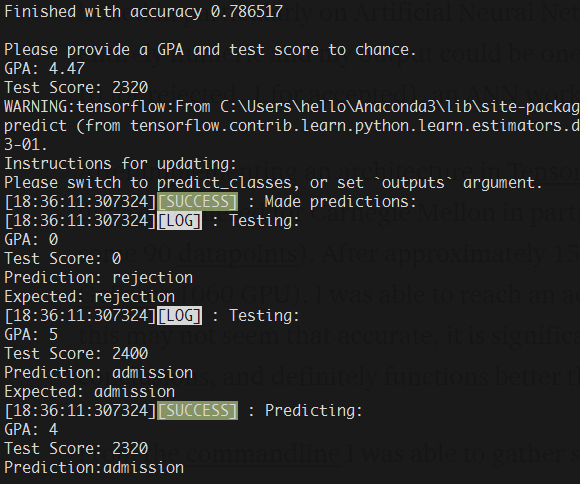 Finished with accuracy 0.786517
Please provide a GPA and test score to chance.
GPA: 4.47
Test Score: 2320
WARNING:tensorflow:From C:\Users\hello\Anaconda3\lib\site-packag
predict (from tensorflow.contrib.learn.python.learn.estimators.d
3-01.
Instructions for updating:
Please switch to predict_classes, or set `outputs` argument.
[18:36:11:307324][SUCCESS] : Made predictions:
[18:36:11:307324][LOG] : Testing:
GPA: 0
Test Score: 0
Prediction: rejection
Expected: rejection
[18:36:11:307324][LOG] : Testing:
GPA: 5
Test Score: 2400
Prediction: admission
Expected: admission
[18:36:11:307324][SUCCESS] : Predicting:
GPA: 4
Test Score: 2320
Prediction:admission